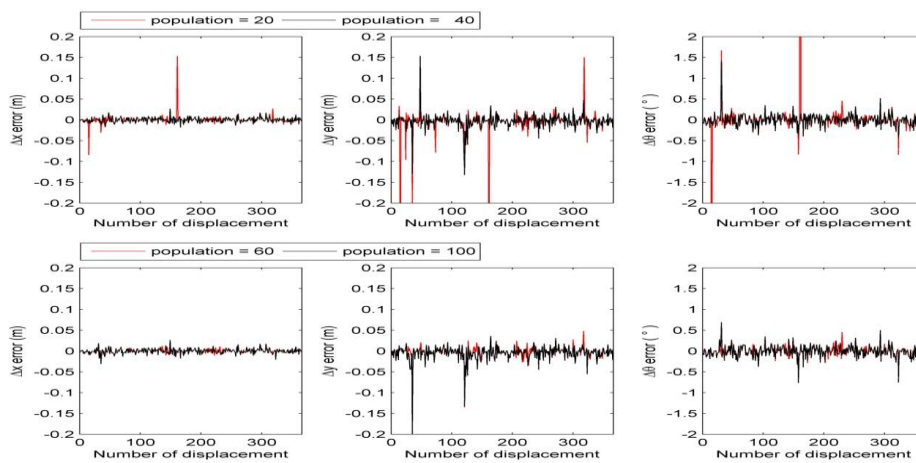 population = 20 population = 40
0.2 0.15 0.1 0.05 0 -0.05 -0.1 -0.15 -0.2
Δx error (m)
0 100 200 300
Number of displacement
0.2 0.15 0.1 0.05 0 -0.05 -0.1 -0.15 -0.2
Δy error (m)
0 100 200 300
Number of displacement
2 1.5 1 0.5 0 -0.5 -1 -1.5 -2
Δθ error (°)
0 100 200 300
Number of displacement
population = 60 population = 100
0.2 0.15 0.1 0.05 0 -0.05 -0.1 -0.15 -0.2
Δx error (m)
0 100 200 300
Number of displacement
0.2 0.15 0.1 0.05 0 -0.05 -0.1 -0.15 -0.2
Δy error (m)
0 100 200 300
Number of displacement
2 1.5 1 0.5 0 -0.5 -1 -1.5 -2
Δθ error (°)
0 100 200 300
Number of displacement